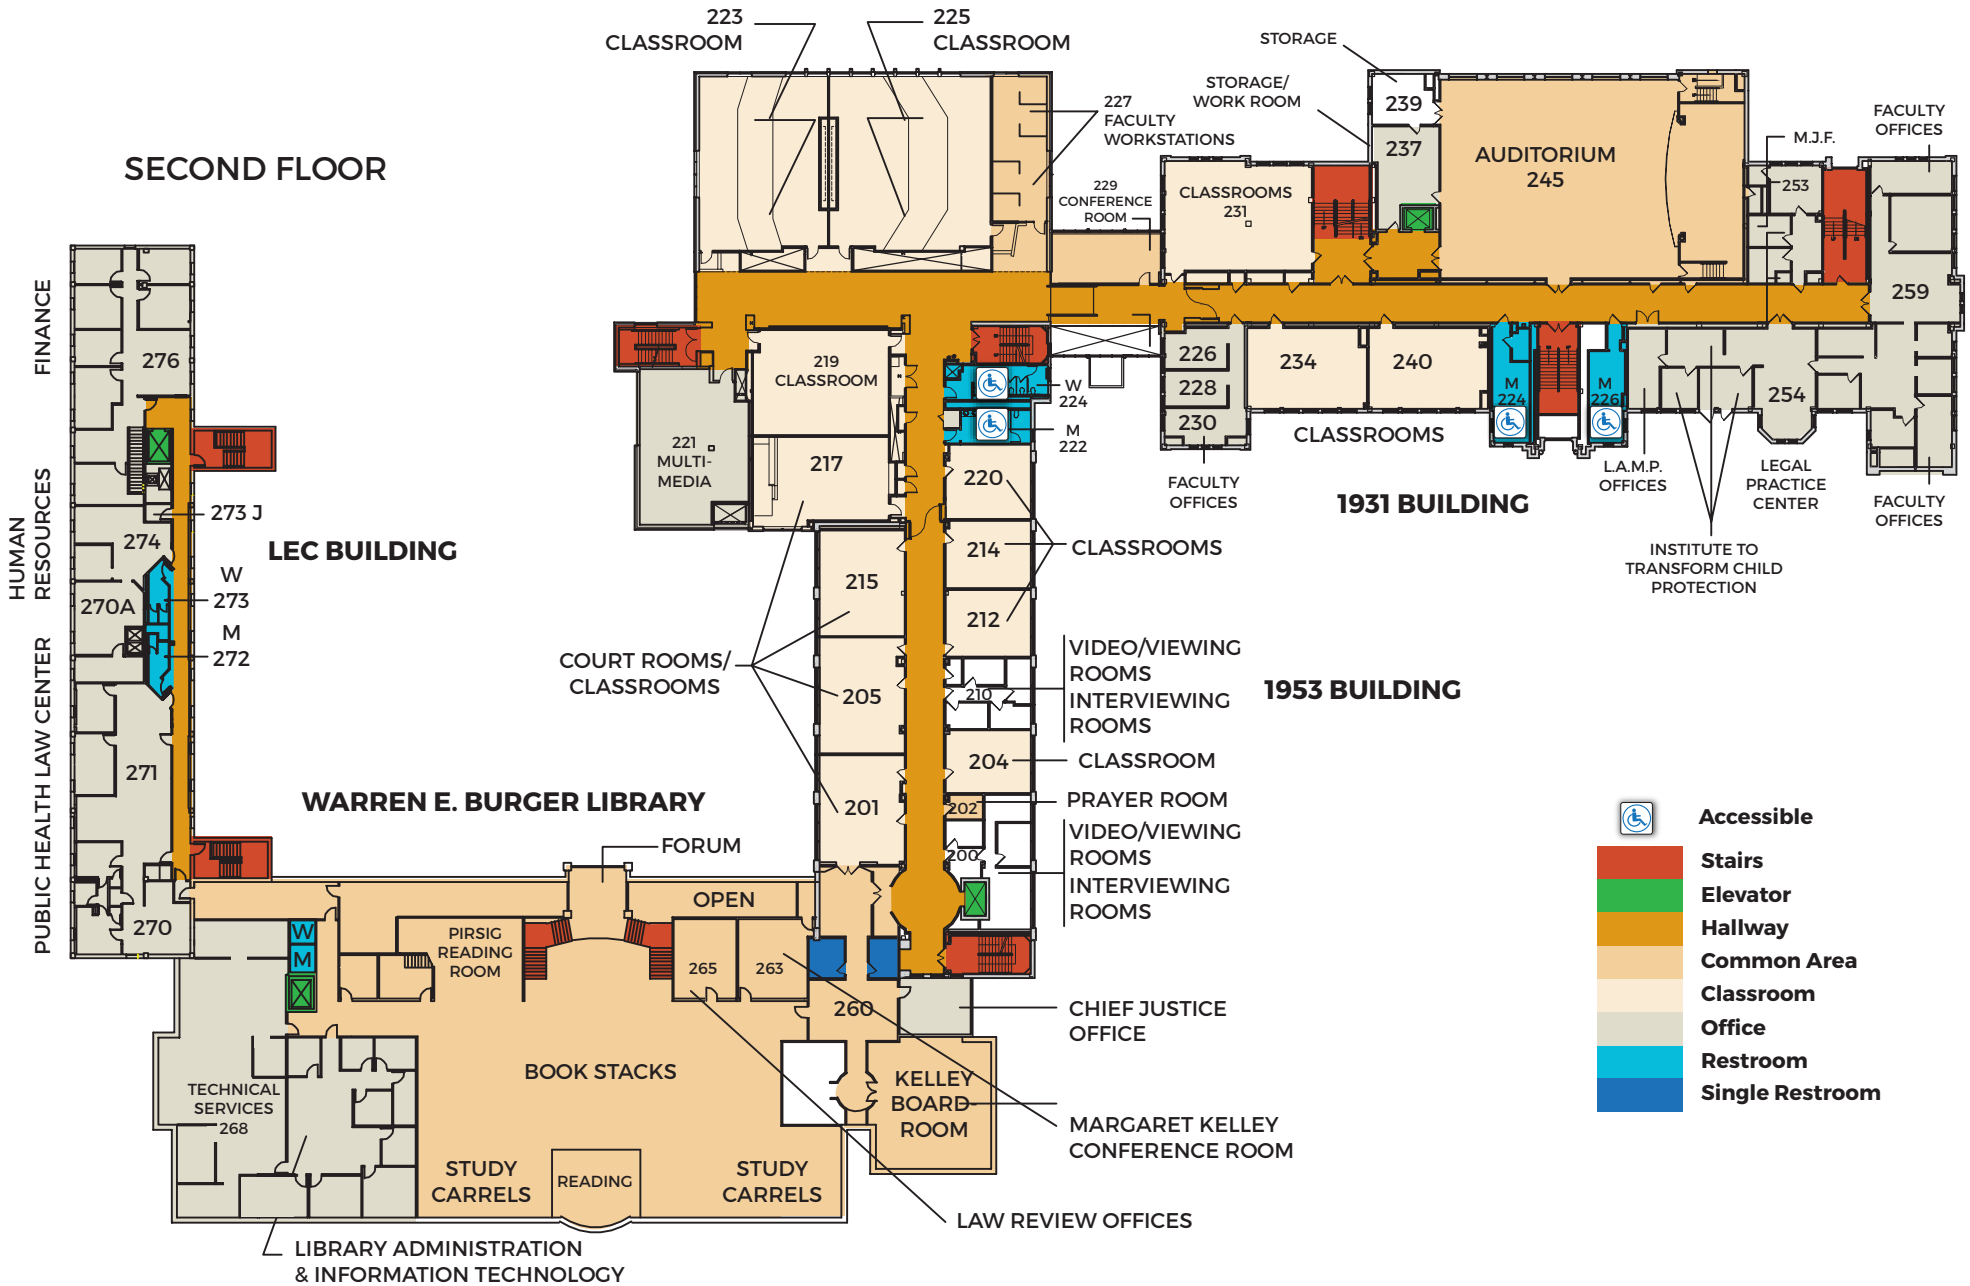 223
CLASSROOM
225
CLASSROOM
STORAGE
STORAGE/
WORK ROOM
239
227
FACULTY
WORKSTATIONS
FACULTY
OFFICES
M.J.F.
237
AUDITORIUM
245
SECOND FLOOR
253
229
CONFERENCE
ROOM
CLASSROOMS
231
259
FINANCE
276
219
CLASSROOM
226
228
230
234
240
W
224
M
222
M
224
M
226
254
221
MULTI-
MEDIA
217
220
CLASSROOMS
FACULTY
OFFICES
1931 BUILDING
L.A.M.P.
OFFICES
LEGAL
PRACTICE
CENTER
FACULTY
OFFICES
INSTITUTE TO
TRANSFORM CHILD
PROTECTION
HUMAN
RESOURCES
273 J
274
LEC BUILDING
W
273
270A
M
272
214
CLASSROOMS
215
212
COURT ROOMS/
CLASSROOMS
205
210
VIDEO/VIEWING
ROOMS
INTERVIEWING
ROOMS
1953 BUILDING
PUBLIC HEALTH LAW CENTER
271
204
CLASSROOM
WARREN E. BURGER LIBRARY
201
202
PRAYER ROOM
200
VIDEO/VIEWING
ROOMS
INTERVIEWING
ROOMS
FORUM
OPEN
270
W
M
PIRSIG
READING
ROOM
265
263
260
CHIEF JUSTICE
OFFICE
BOOK STACKS
TECHNICAL
SERVICES
268
KELLEY
BOARD
ROOM
MARGARET KELLEY
CONFERENCE ROOM
STUDY
CARRELS
READING
STUDY
CARRELS
LAW REVIEW OFFICES
LIBRARY ADMINISTRATION
& INFORMATION TECHNOLOGY
Accessible
Stairs
Elevator
Hallway
Common Area
Classroom
Office
Restroom
Single Restroom